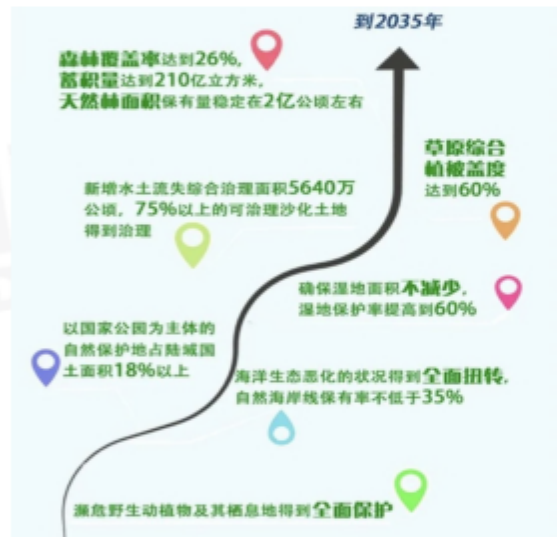 到2035年
森林覆盖率达到26%,
蓄积量达到210亿立方米,
天然林面积保有量稳定在2亿公顷左右
草原综合
植被盖度
达到60%
新增水土流失综合治理面积5640万
公顷，75%以上的可治理沙化土地
得到治理
确保湿地面积不减少,
湿地保护率提高到60%
以国家公园为主体的
自然保护地占陆域国
土面积18%以上
海洋生态恶化的状况得到全面扭转,
自然海岸线保有率不低于35%
濒危野生动植物及其栖息地得到全面保护